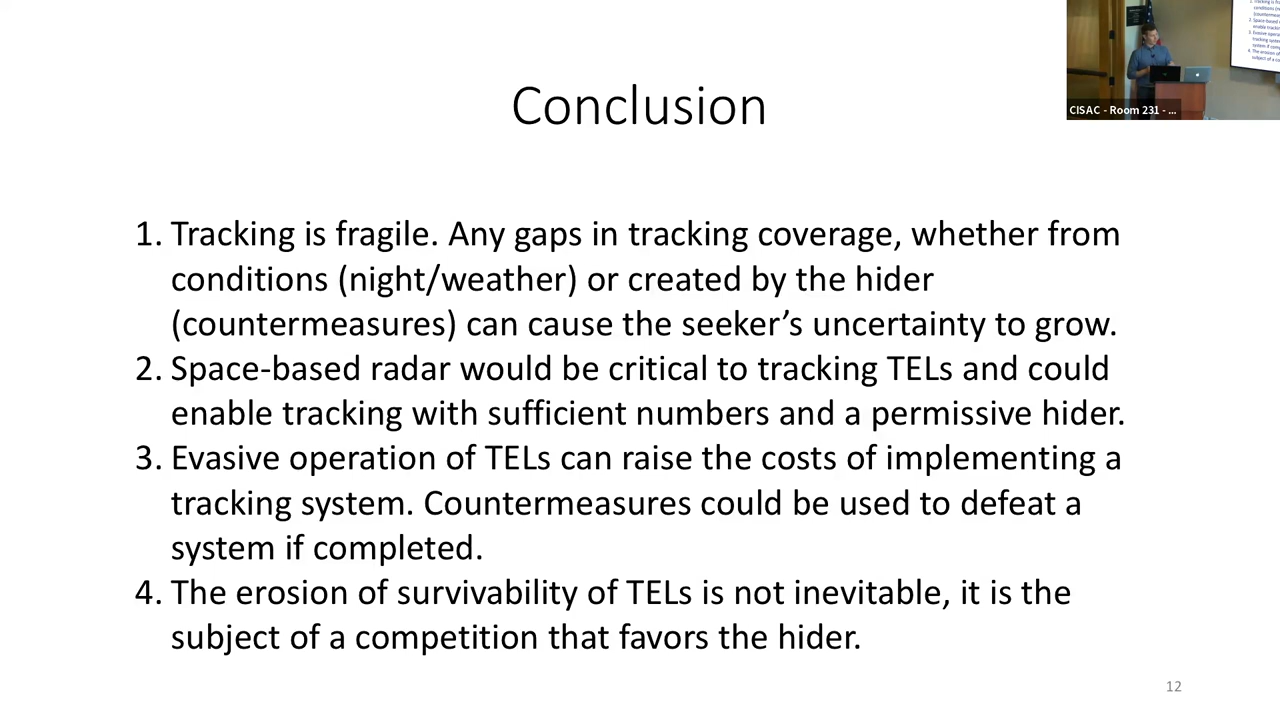 Conclusion
1. Tracking is fragile. Any gaps in tracking coverage, whether from
conditions (night/weather) or created by the hider
(countermeasures) can cause the seeker’s uncertainty to grow.
2. Space-based radar would be critical to tracking TELs and could
enable tracking with sufficient numbers and a permissive hider.
3. Evasive operation of TELs can raise the costs of implementing a
tracking system. Countermeasures could be used to defeat a
system if completed.
4. The erosion of survivability of TELs is not inevitable, it is the
subject of a competition that favors the hider.
12
CISAC - Room 231 - ...